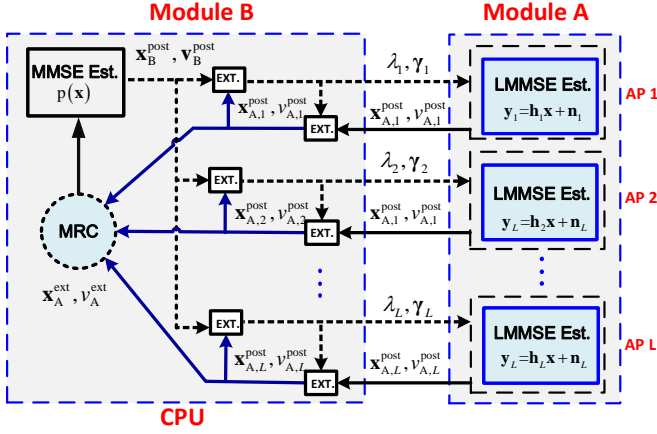 Module B
Module A
x_B^post, v_B^post
MMSE Est.
p(x)
EXT.
λ_1, γ_1
x_A,1^post, v_A,1^post
EXT.
x_A,1^post, v_A,1^post
LMMSE Est.
y_1=h_1x+n_1
AP 1
EXT.
λ_2, γ_2
x_A,2^post, v_A,2^post
EXT.
x_A,1^post, v_A,1^post
LMMSE Est.
y_L=h_2x+n_L
AP 2
MRC
x_A^ext, v_A^ext
EXT.
λ_L, γ_L
x_A,L^post, v_A,L^post
EXT.
x_A,L^post, v_A,L^post
LMMSE Est.
y_L=h_Lx+n_L
AP L
CPU